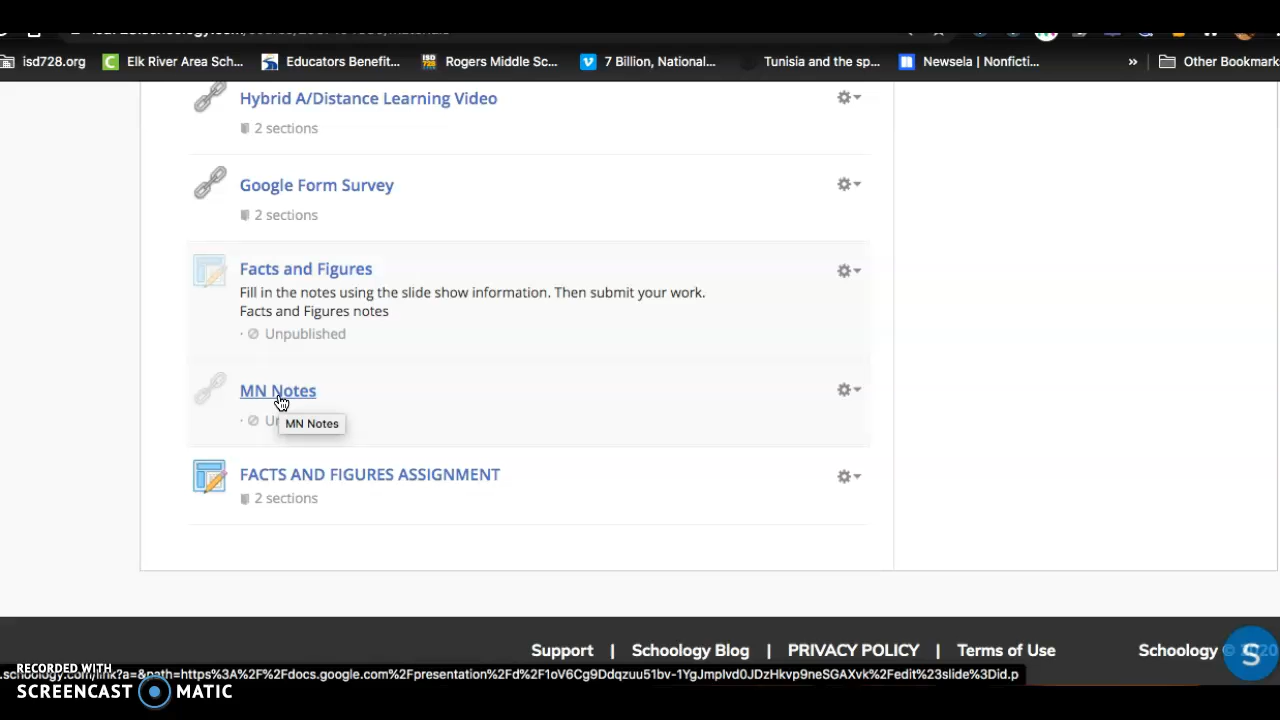 isd728.org Elk River Area Sch... Educators Benefit... Rogers Middle Sc... 7 Billion, National... Tunisia and the sp... Newsela | Nonficti... » Other Bookmark
Hybrid A/Distance Learning Video
2 sections
Google Form Survey
2 sections
Facts and Figures
Fill in the notes using the slide show information. Then submit your work.
Facts and Figures notes
· Unpublished
MN Notes
MN Notes
FACTS AND FIGURES ASSIGNMENT
2 sections
Support | Schoology Blog | PRIVACY POLICY | Terms of Use Schoology © 2020
S
RECORDED WITH
SCREENCAST MATIC